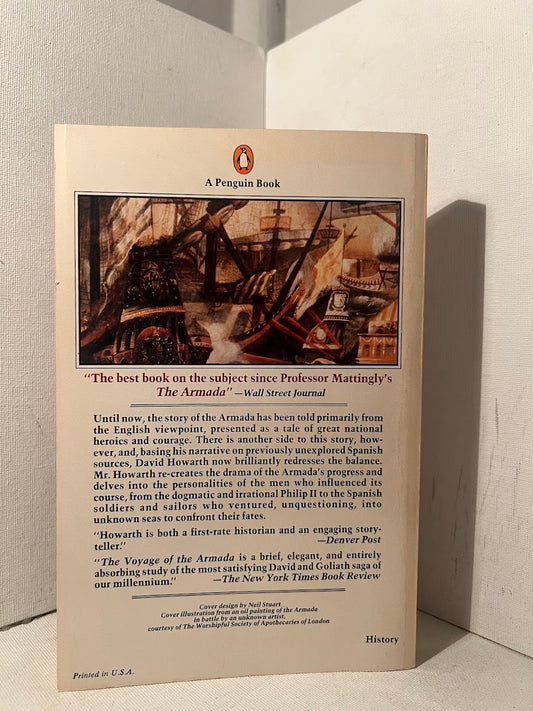 A Penguin Book
"The best book on the subject since Professor Mattingly's
The Armada" —Wall Street Journal
Until now, the story of the Armada has been told primarily from
the English viewpoint, presented as a tale of great national
heroics and courage. There is another side to this story, how-
ever, and, basing his narrative on previously unexplored Spanish
sources, David Howarth now brilliantly redresses the balance.
Mr. Howarth re-creates the drama of the Armada's progress and
delves into the personalities of the men who influenced its
course, from the dogmatic and irrational Philip II to the Spanish
soldiers and sailors who ventured, unquestioning, into
unknown seas to confront their fates.
"Howarth is both a first-rate historian and an engaging story-
teller." —Denver Post
"The Voyage of the Armada is a brief, elegant, and entirely
absorbing study of the most satisfying David and Goliath saga of
our millennium." —The New York Times Book Review
Cover design by Neil Stuart
Cover illustration from an oil painting of the Armada
in battle by an unknown artist,
courtesy of The Worshipful Society of Apothecaries of London
History
Printed in U.S.A.